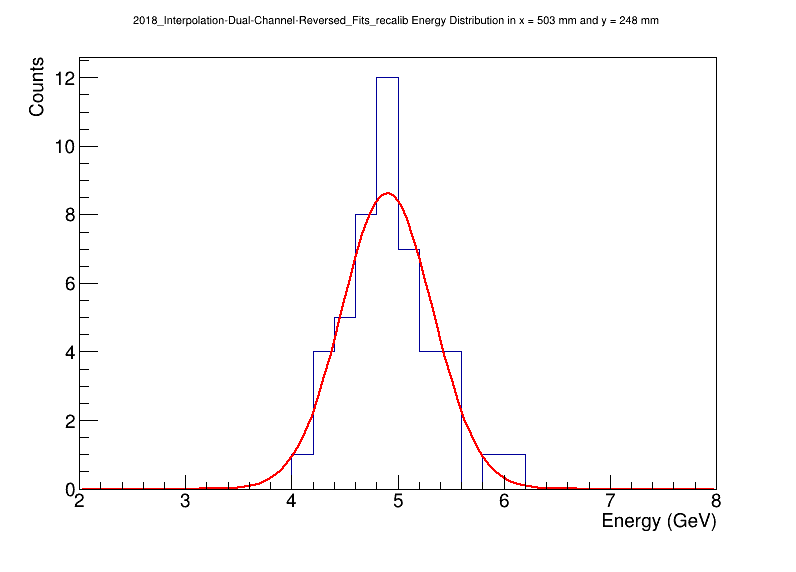 2018_Interpolation-Dual-Channel-Reversed_Fits_recalib Energy Distribution in x = 503 mm and y = 248 mm
Counts
12
10
8
6
4
2
0
2 3 4 5 6 7 8
Energy (GeV)